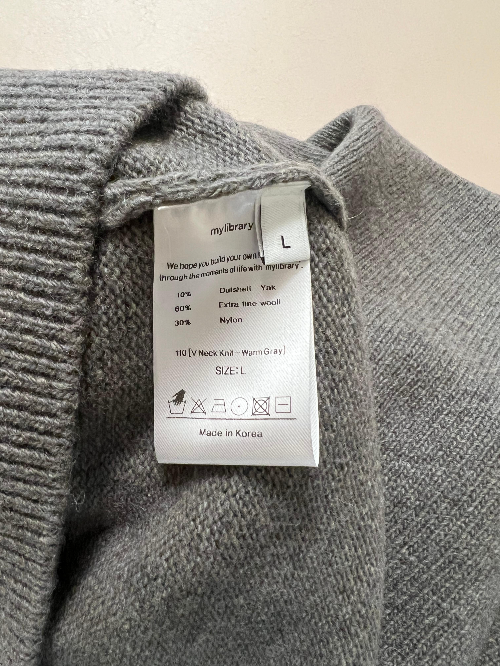 mylibrary
L
We hope you build your own
through the moments of life with 'mylibrary'.
10% Dutshell Yak
60% Extra fine wool
30% Nylon
110 [V Neck Knit - Warm Gray]
SIZE: L
Made in Korea